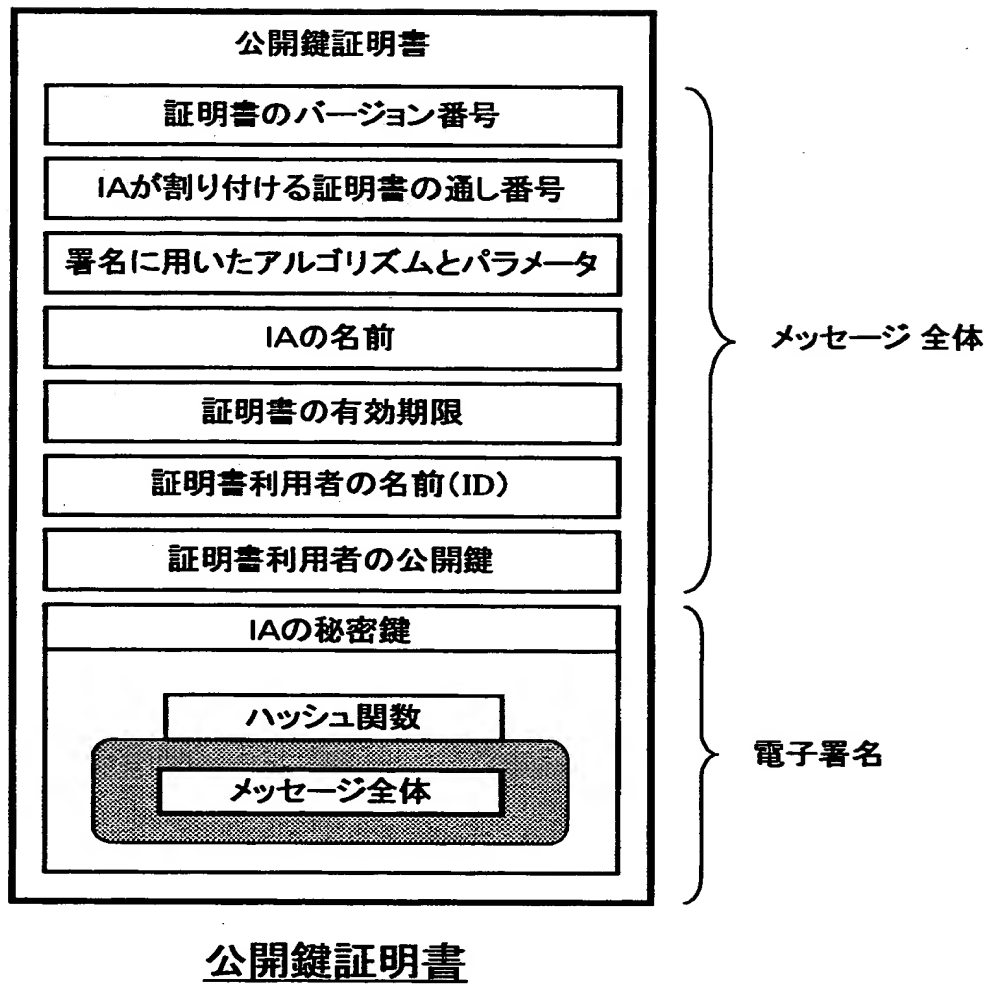 公開鍵証明書
証明書のバージョン番号
IAが割り付ける証明書の通し番号
署名に用いたアルゴリズムとパラメータ
IAの名前
証明書の有効期限
証明書利用者の名前(ID)
証明書利用者の公開鍵
メッセージ 全体
IAの秘密鍵
ハッシュ関数
メッセージ全体
電子署名
公開鍵証明書